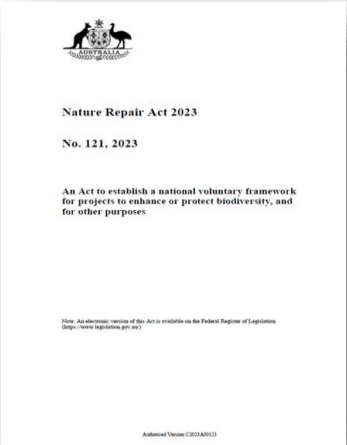 AUSTRALIA
Nature Repair Act 2023
No. 121, 2023
An Act to establish a national voluntary framework
for projects to enhance or protect biodiversity, and
for other purposes
Note: An electronic version of this Act is available on the Federal Register of Legislation
(https://www.legislation.gov.au/)
Authorised Version C2023A00121